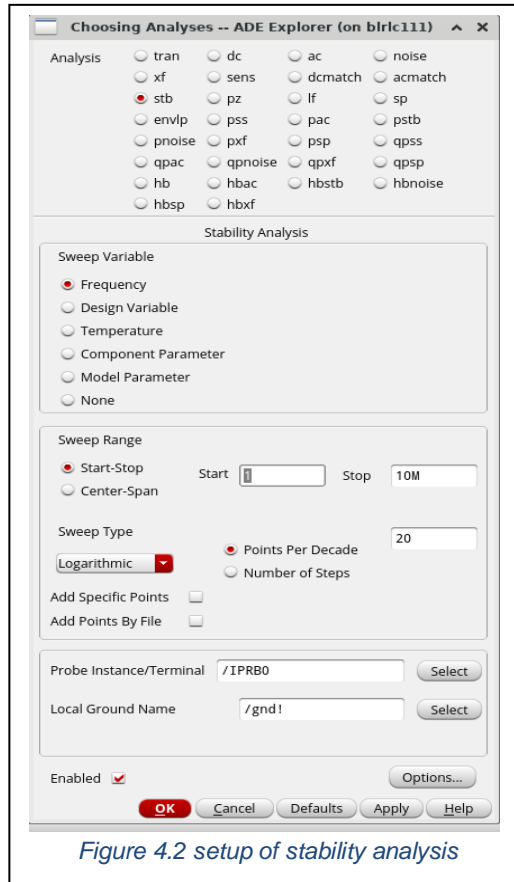 Choosing Analyses -- ADE Explorer (on blrlc111)
Analysis tran dc ac noise
xf sens dcmatch acmatch
stb pz lf sp
envlp pss pac pstb
pnoise pxf psp qpss
qpac qpnoise qpxf qpsp
hb hbac hbstb hbnoise
hbsp hbxf
Stability Analysis
Sweep Variable
Frequency
Design Variable
Temperature
Component Parameter
Model Parameter
None
Sweep Range
Start-Stop Start 1 Stop 10M
Center-Span
Sweep Type
20
Points Per Decade
Logarithmic
Number of Steps
Add Specific Points
Add Points By File
Probe Instance/Terminal /IPRB0 Select
Local Ground Name /gnd! Select
Enabled Options...
OK Cancel Defaults Apply Help
Figure 4.2 setup of stability analysis